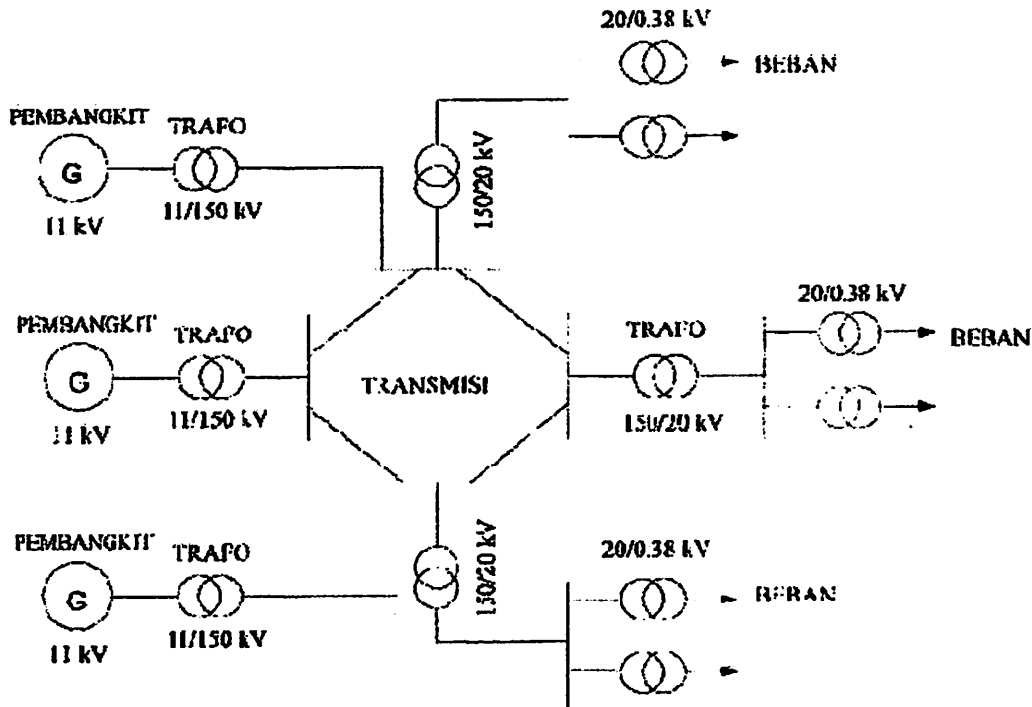 20/0.38 kV
BEBAN
PEMBANGKIT
TRAFO
G
150/20 kV
11 kV
11/150 kV
20/0.38 kV
PEMBANGKIT
TRAFO
TRAFO
BEBAN
G
TRANSMISI
11 kV
11/150 kV
150/20 kV
PEMBANGKIT
TRAFO
150/20 kV
20/0.38 kV
BEBAN
G
11 kV
11/150 kV